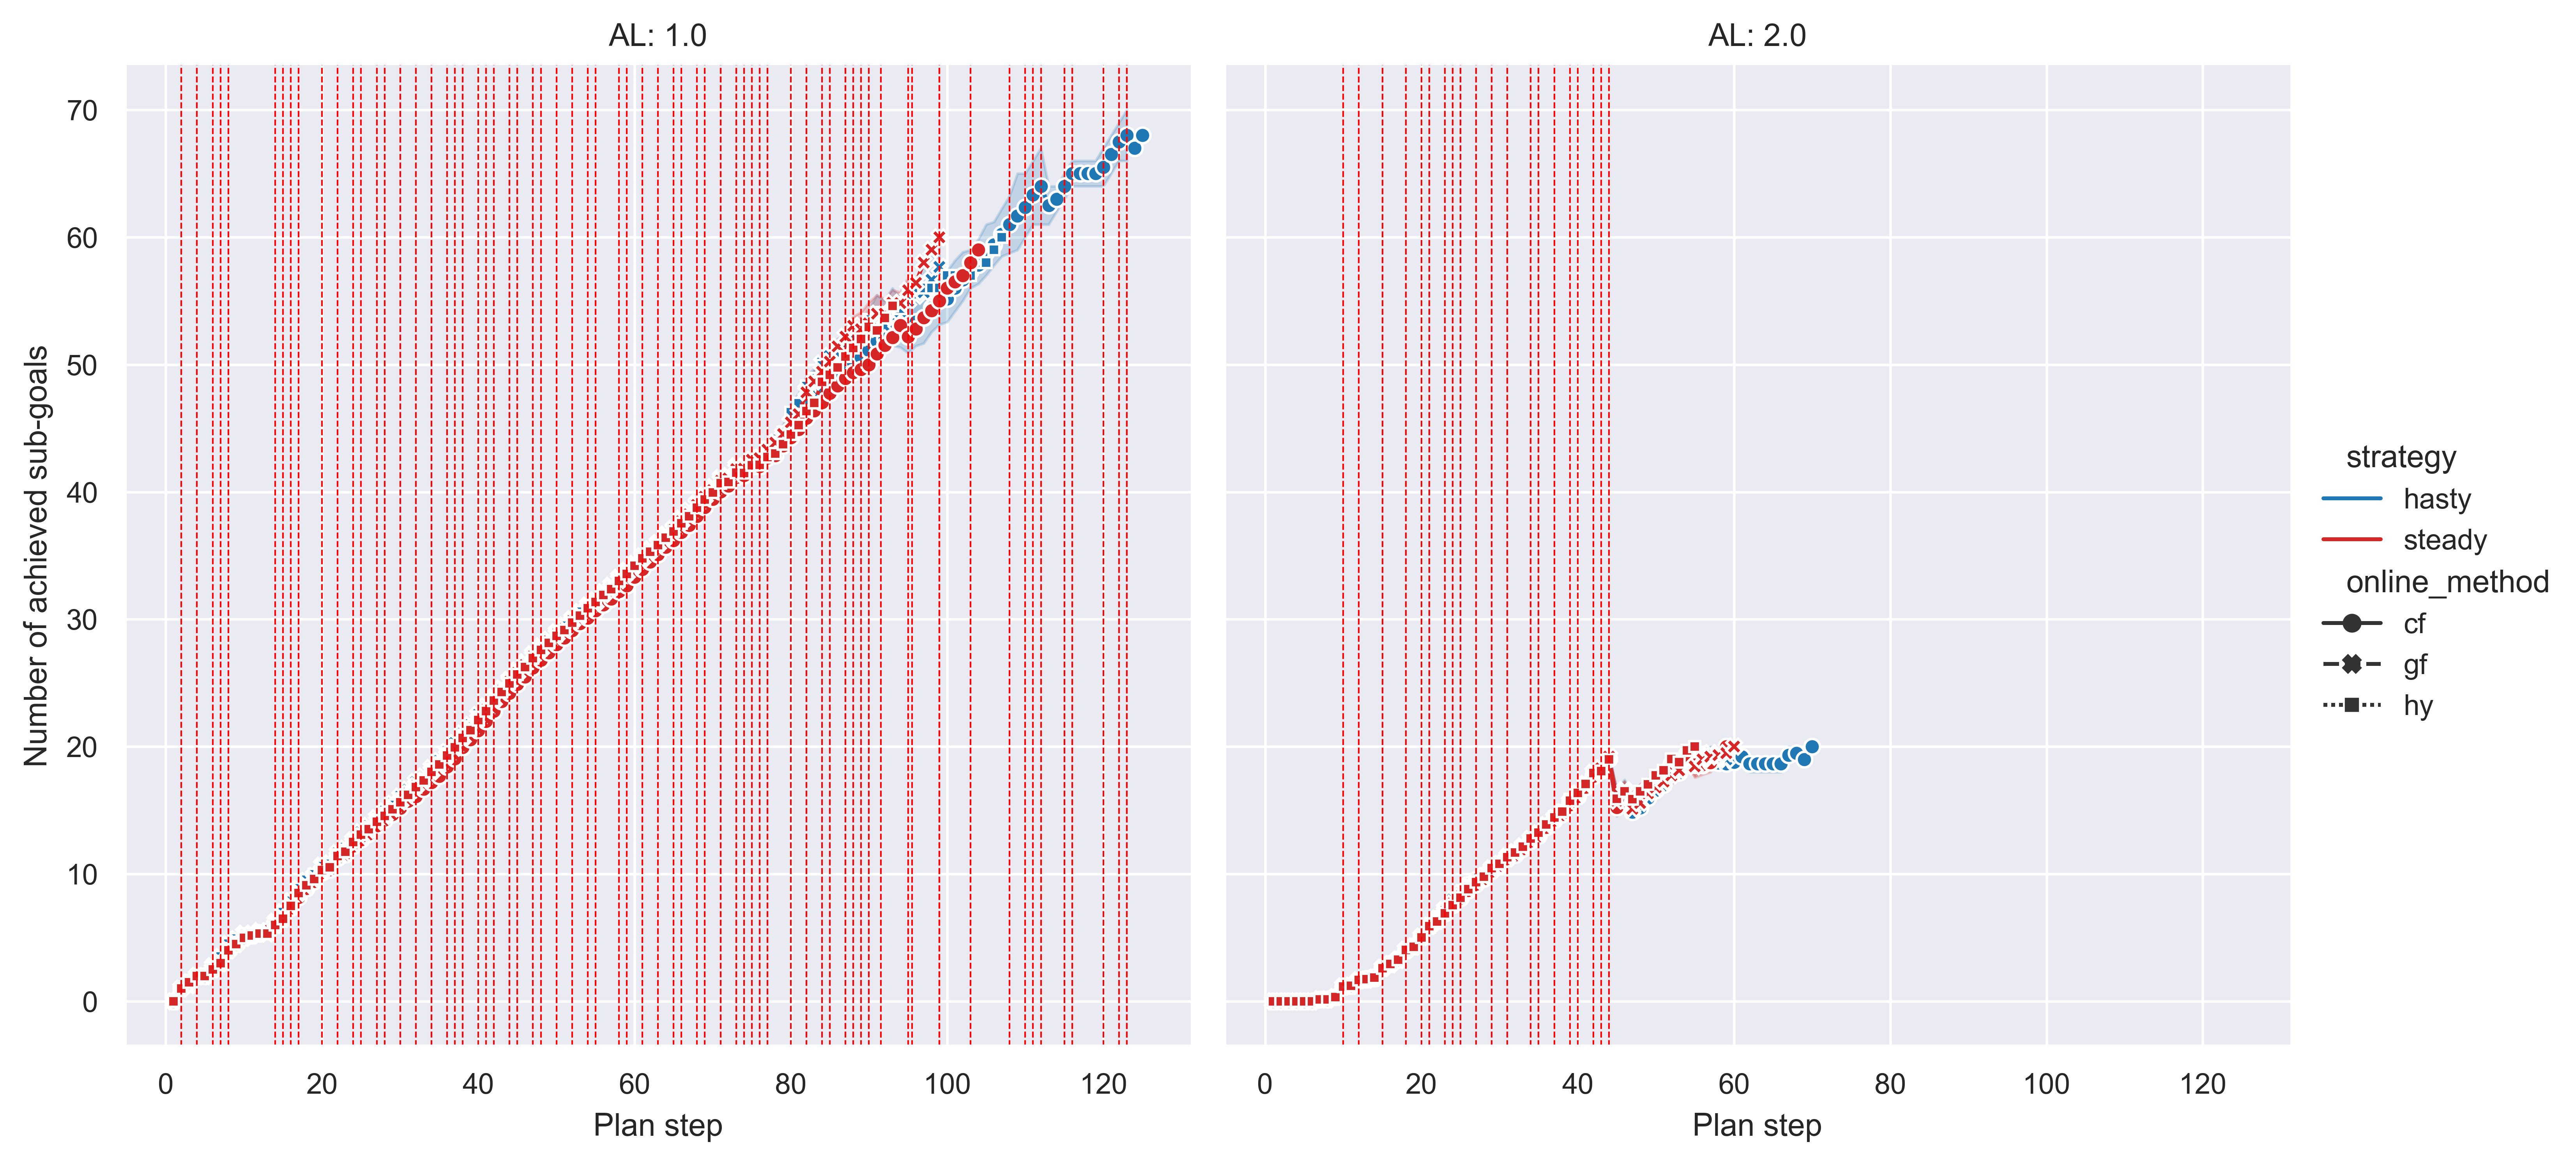 AL: 1.0
AL: 2.0
Number of achieved sub-goals
70
60
50
40
30
20
10
0
0 20 40 60 80 100 120
0 20 40 60 80 100 120
Plan step
Plan step
strategy
hasty
steady
online_method
cf
gf
hy